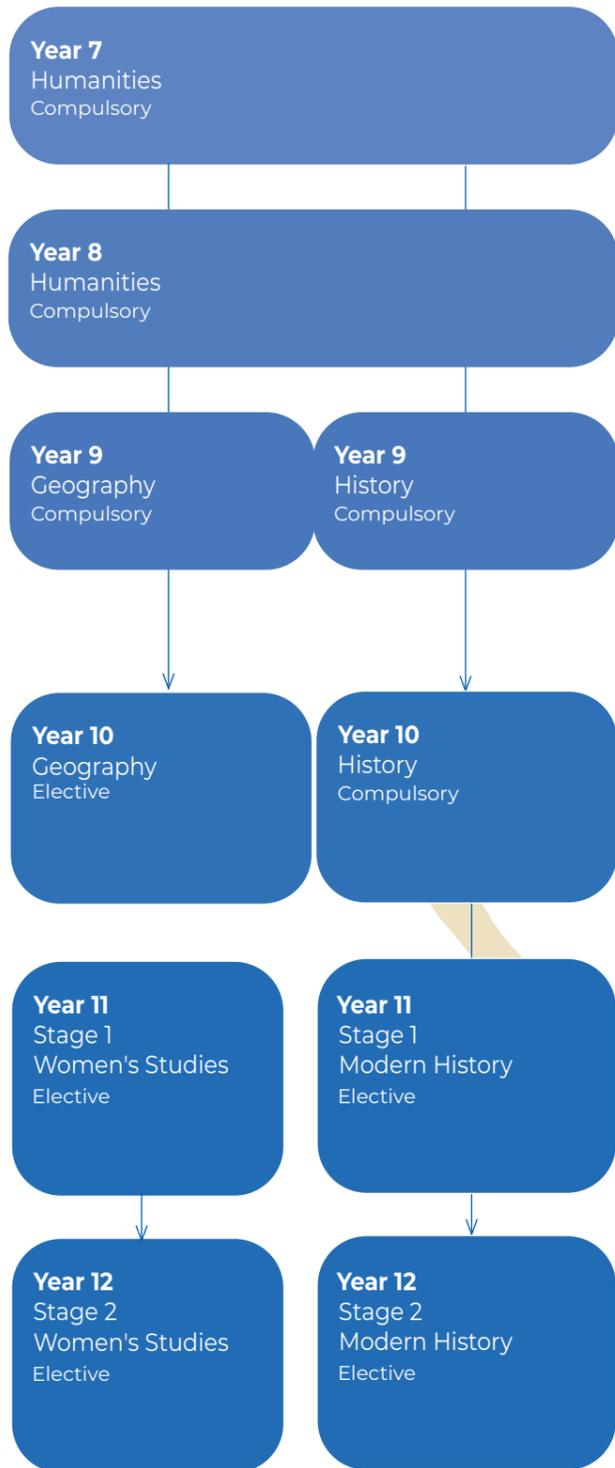 Year 7
Humanities
Compulsory
Year 8
Humanities
Compulsory
Year 9
Geography
Compulsory
Year 9
History
Compulsory
Year 10
Geography
Elective
Year 10
History
Compulsory
Year 11
Stage 1
Women's Studies
Elective
Year 11
Stage 1
Modern History
Elective
Year 12
Stage 2
Women's Studies
Elective
Year 12
Stage 2
Modern History
Elective